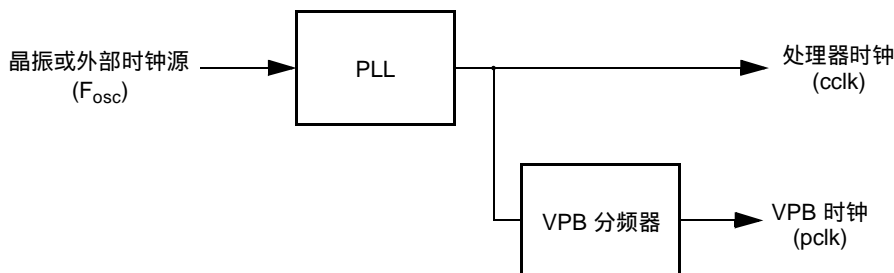 晶振或外部时钟源
(Fosc)
PLL
处理器时钟
(cclk)
VPB 分频器
VPB 时钟
(pclk)